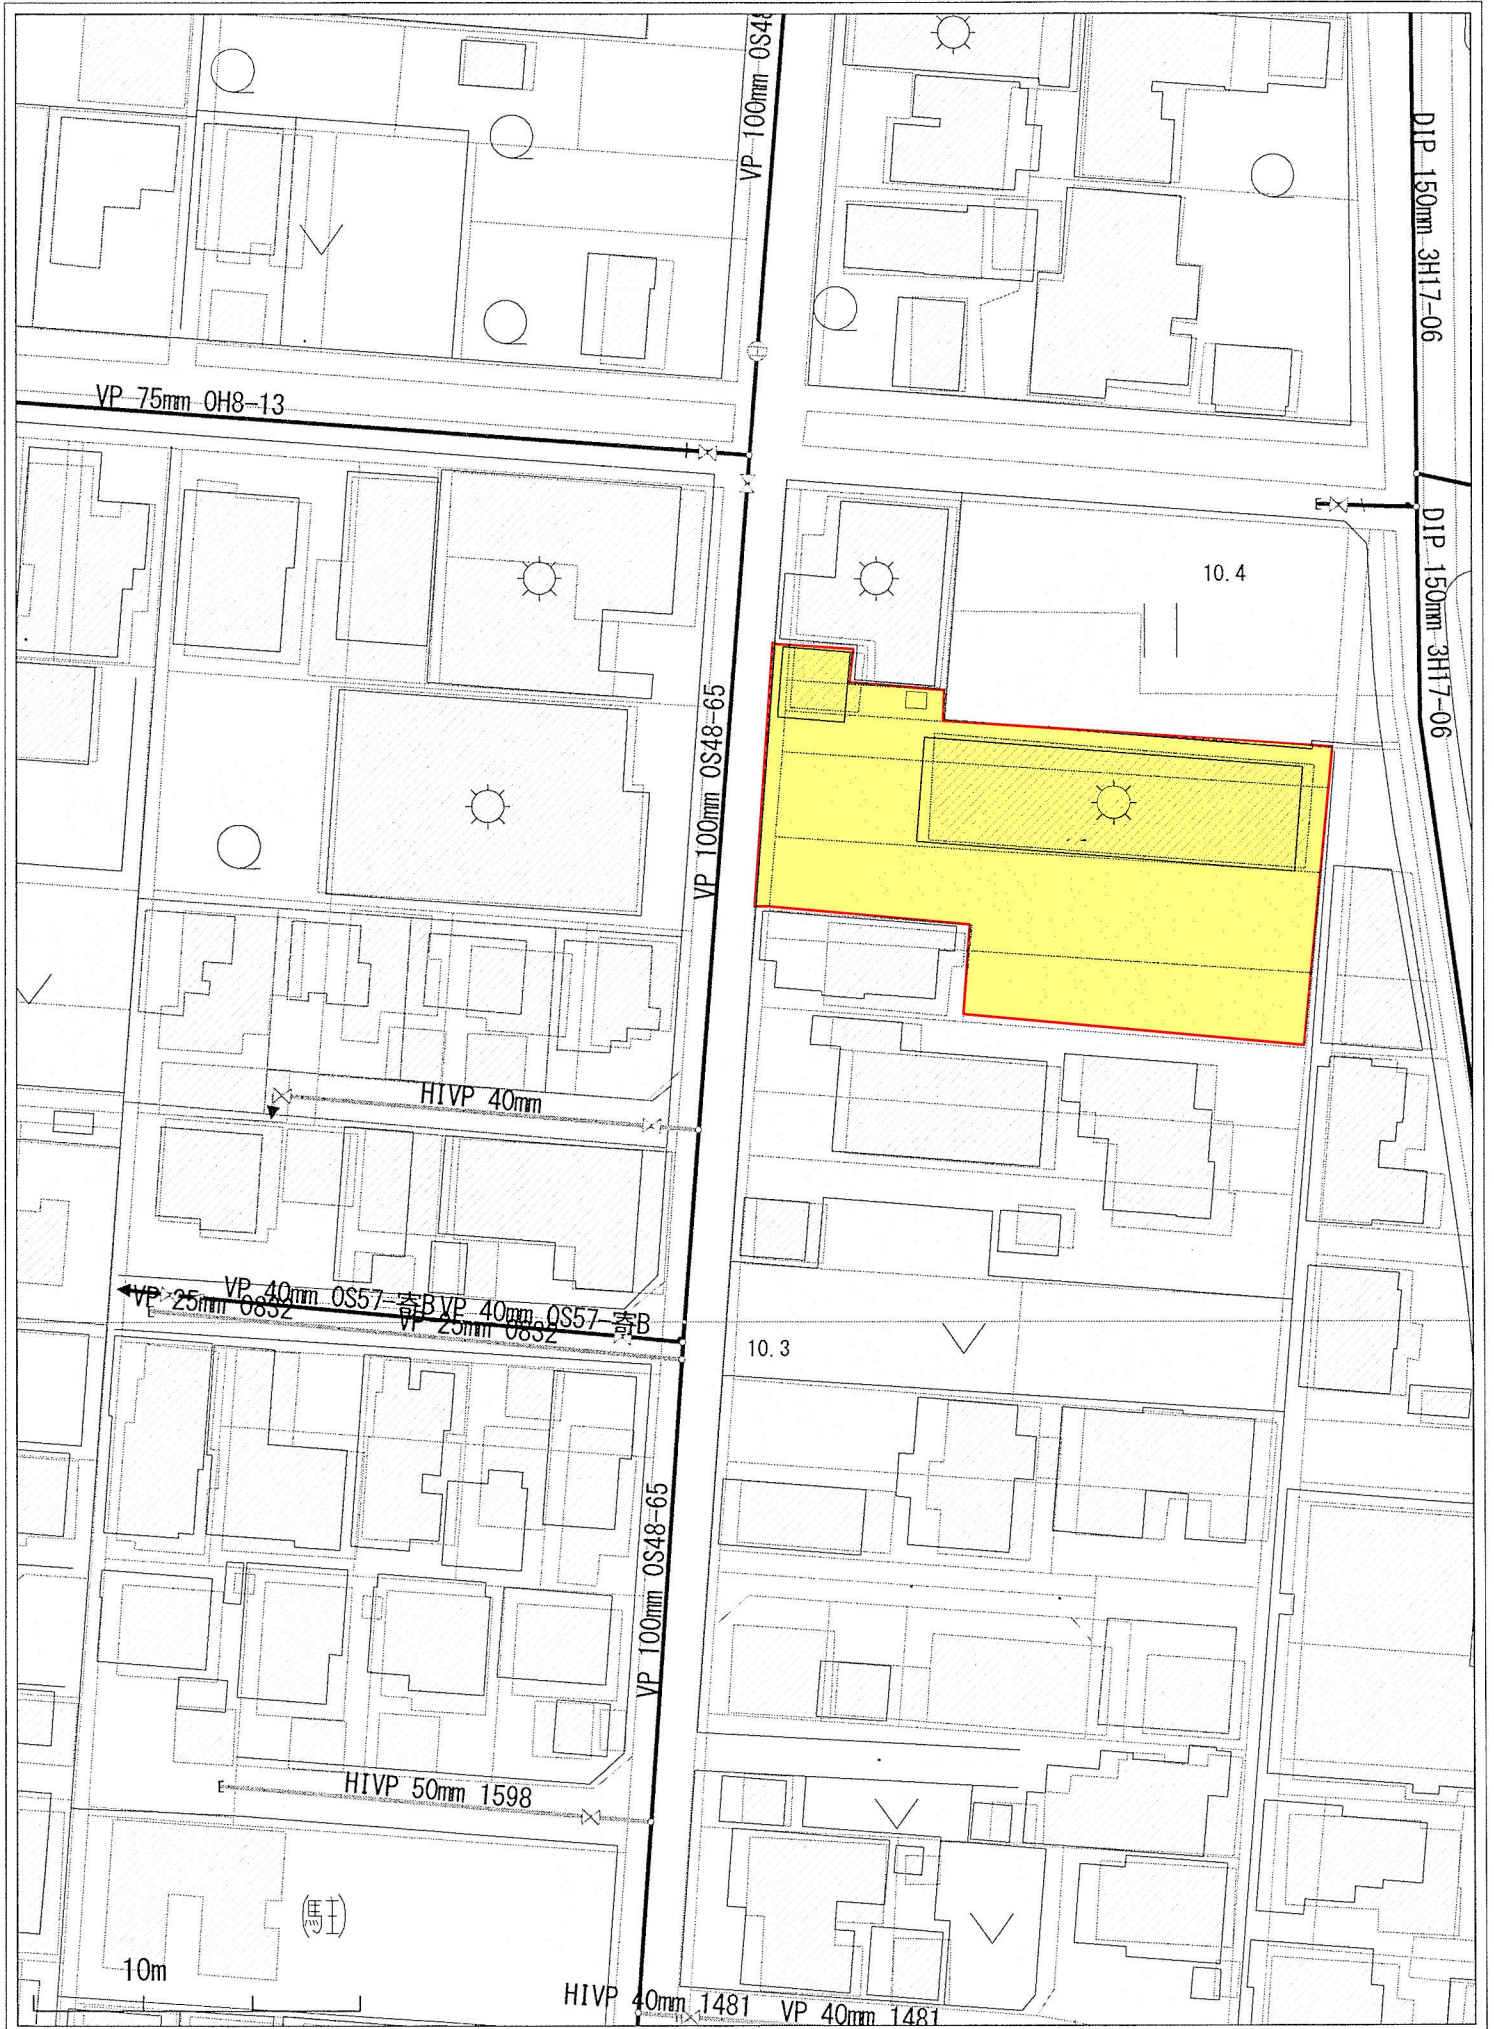 VP 100mm OS48
DIP 150mm 3H17-06
VP 75mm OH8-13
DIP 150mm 3H17-06
10.4
VP 100mm OS48-65
HIVP 40mm
VP 40mm OS57-寄B
VP 40mm OS57-寄B
VP 25mm 0832
VP 25mm 0832
10.3
VP 100mm OS48-65
HIVP 50mm 1598
(駐)
10m
HIVP 40mm 1481
VP 40mm 1481